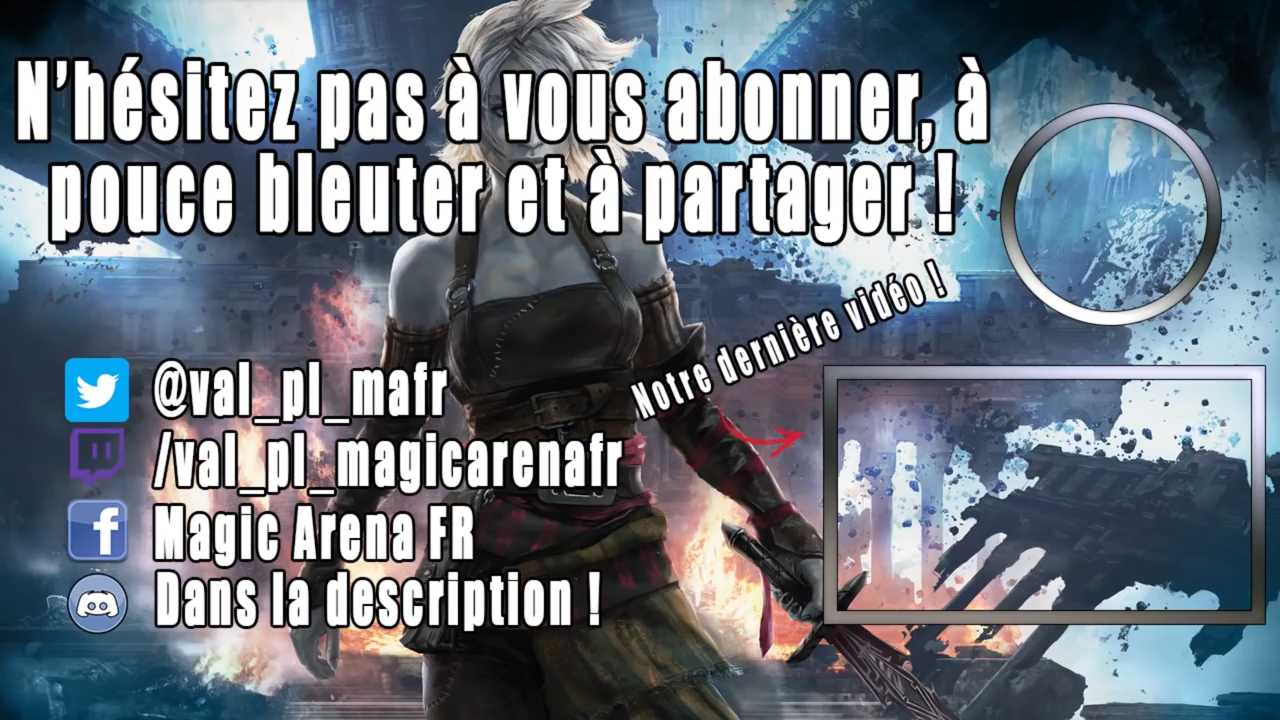 N'hésitez pas à vous abonner, à
pouce bleuter et à partager !
Notre dernière vidéo !
@val_pl_mafr
/val_pl_magicarenafr
f
Magic Arena FR
Dans la description !